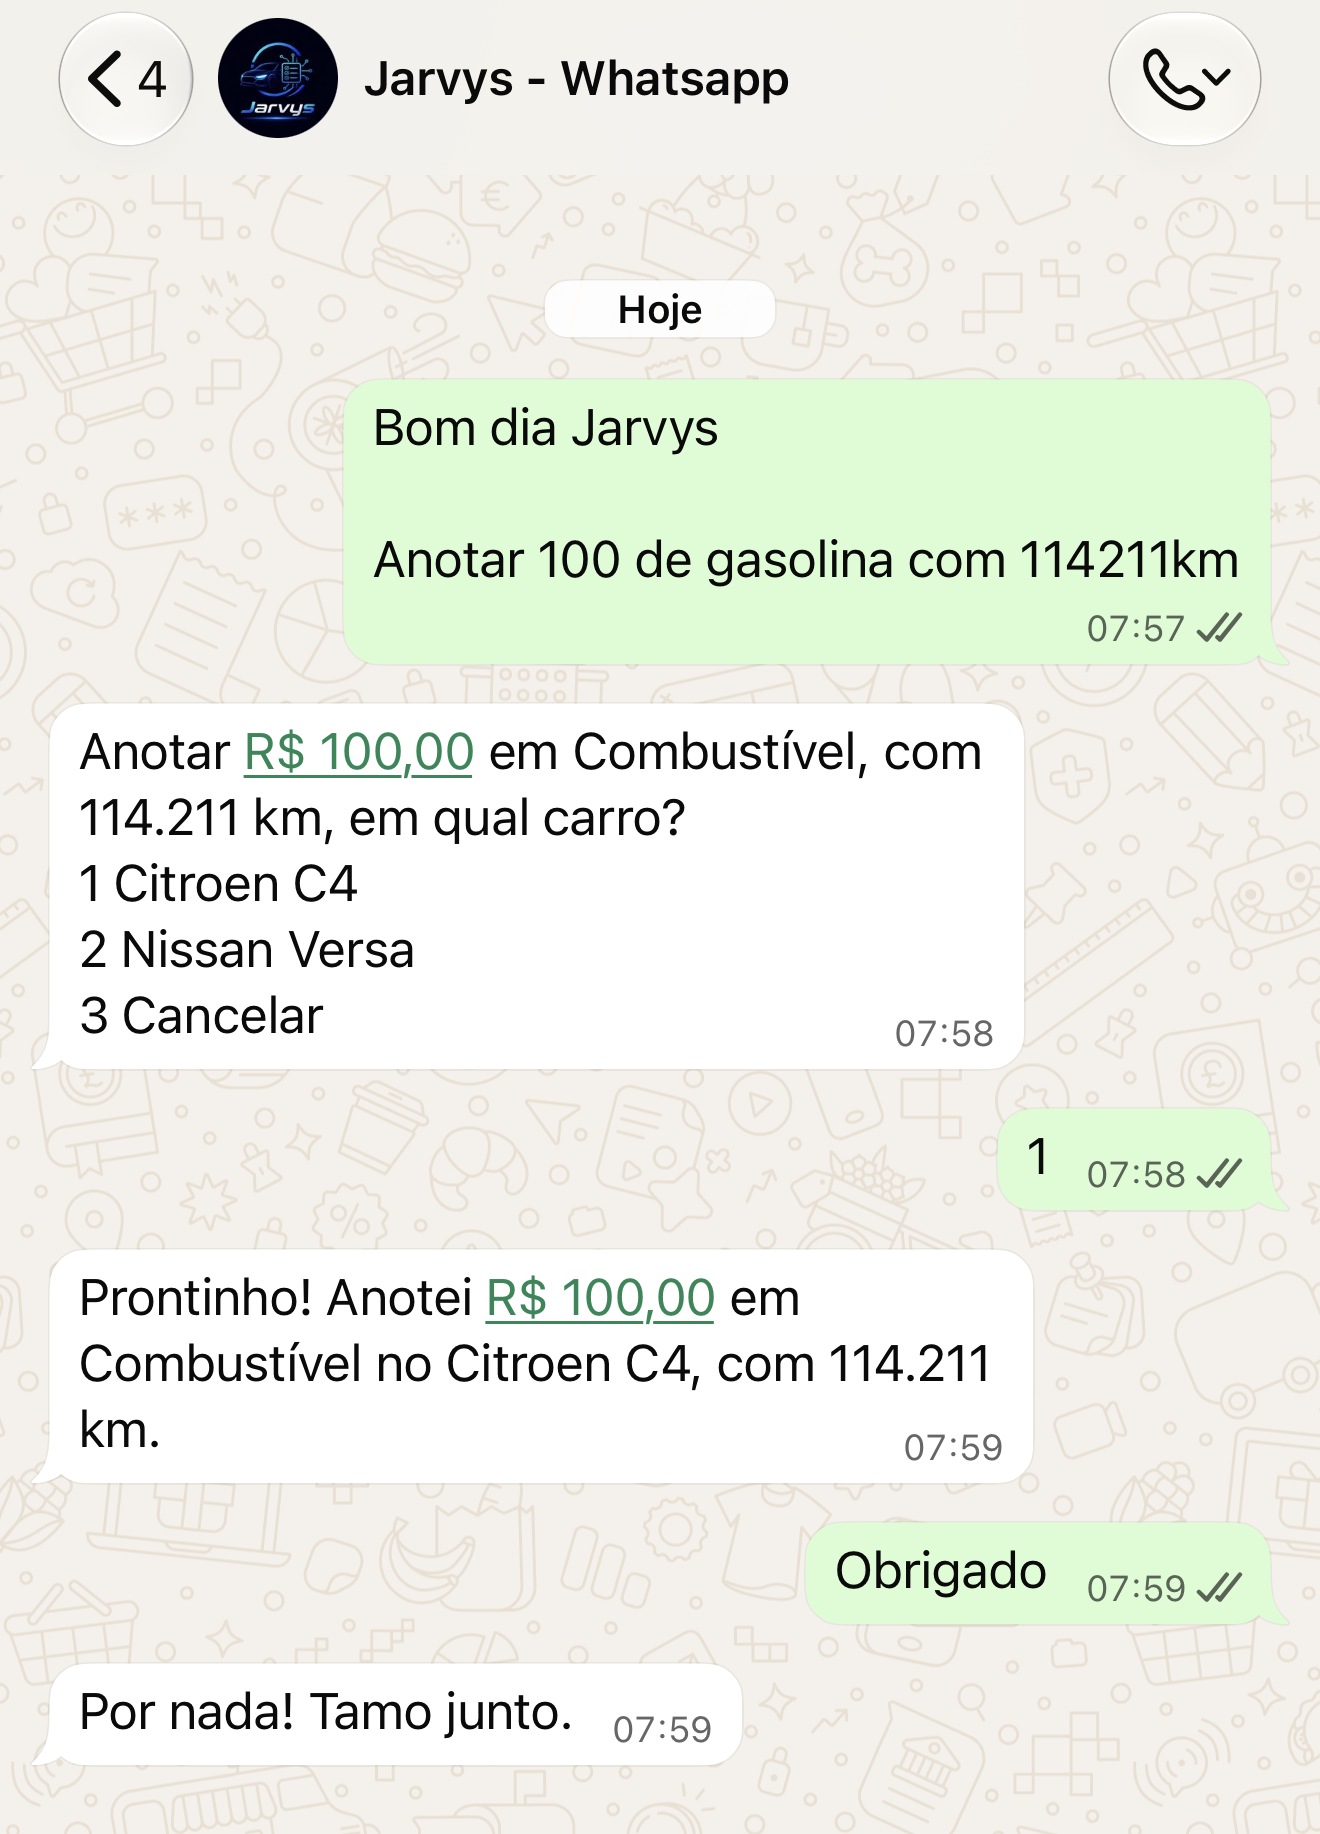 4
Jarvys
Jarvys - Whatsapp
Hoje
Bom dia Jarvys
Anotar 100 de gasolina com 114211km
07:57
Anotar R$ 100,00 em Combustível, com
114.211 km, em qual carro?
1 Citroen C4
2 Nissan Versa
3 Cancelar
07:58
1
07:58
Prontinho! Anotei R$ 100,00 em
Combustível no Citroen C4, com 114.211
km.
07:59
Obrigado
07:59
Por nada! Tamo junto.
07:59